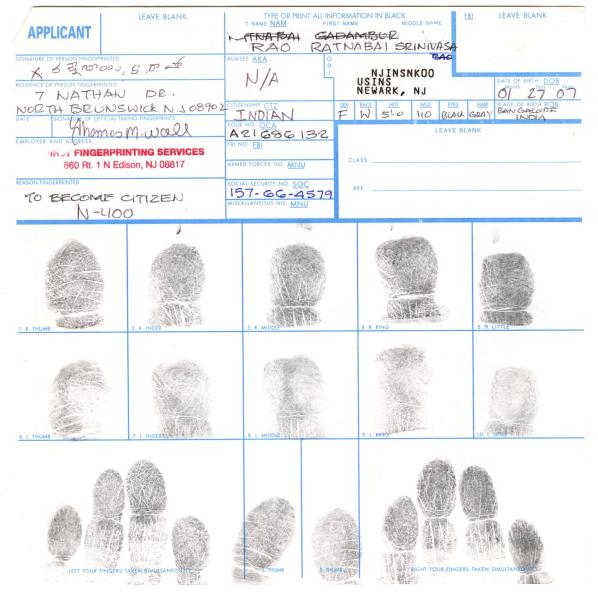 APPLICANT
LEAVE BLANK
TYPE OR PRINT ALL INFORMATION IN BLACK
LAST NAME NAM FIRST NAME MIDDLE NAME
FBI LEAVE BLANK
RATNABAI GADAMBUR
RAO RATNABAI SRINIVASA
RAO
SIGNATURE OF PERSON FINGERPRINTED
ALIASES AKA
N/A
ORI
NJINSNK00
USINS
NEWARK, NJ
RESIDENCE OF PERSON FINGERPRINTED
7 NATHAN DR.
NORTH BRUNSWICK N.J 08902
DATE OF BIRTH DOB
Month Day Year
01 27 07
CITIZENSHIP CTZ
INDIAN
SEX RACE HGT. WGT. EYES HAIR
F W 5'0 110 BLACK GRAY
PLACE OF BIRTH POB
BANGALORE
INDIA
DATE SIGNATURE OF OFFICIAL TAKING FINGERPRINTS
Thomas M. Wall
YOUR NO. OCA
A21686132
LEAVE BLANK
EMPLOYER AND ADDRESS
FINGERPRINTING SERVICES
860 Rt. 1 N Edison, NJ 08817
FBI NO. FBI
CLASS
ARMED FORCES NO. MNU
REF.
REASON FINGERPRINTED
TO BECOME CITIZEN
N-400
SOCIAL SECURITY NO. SOC
157-66-4579
MISCELLANEOUS NO. MNU
1. R. THUMB
2. R. INDEX
3. R. MIDDLE
4. R. RING
5. R. LITTLE
6. L. THUMB
7. L. INDEX
8. L. MIDDLE
9. L. RING
10. L. LITTLE
LEFT FOUR FINGERS TAKEN SIMULTANEOUSLY
L. THUMB
R. THUMB
RIGHT FOUR FINGERS TAKEN SIMULTANEOUSLY